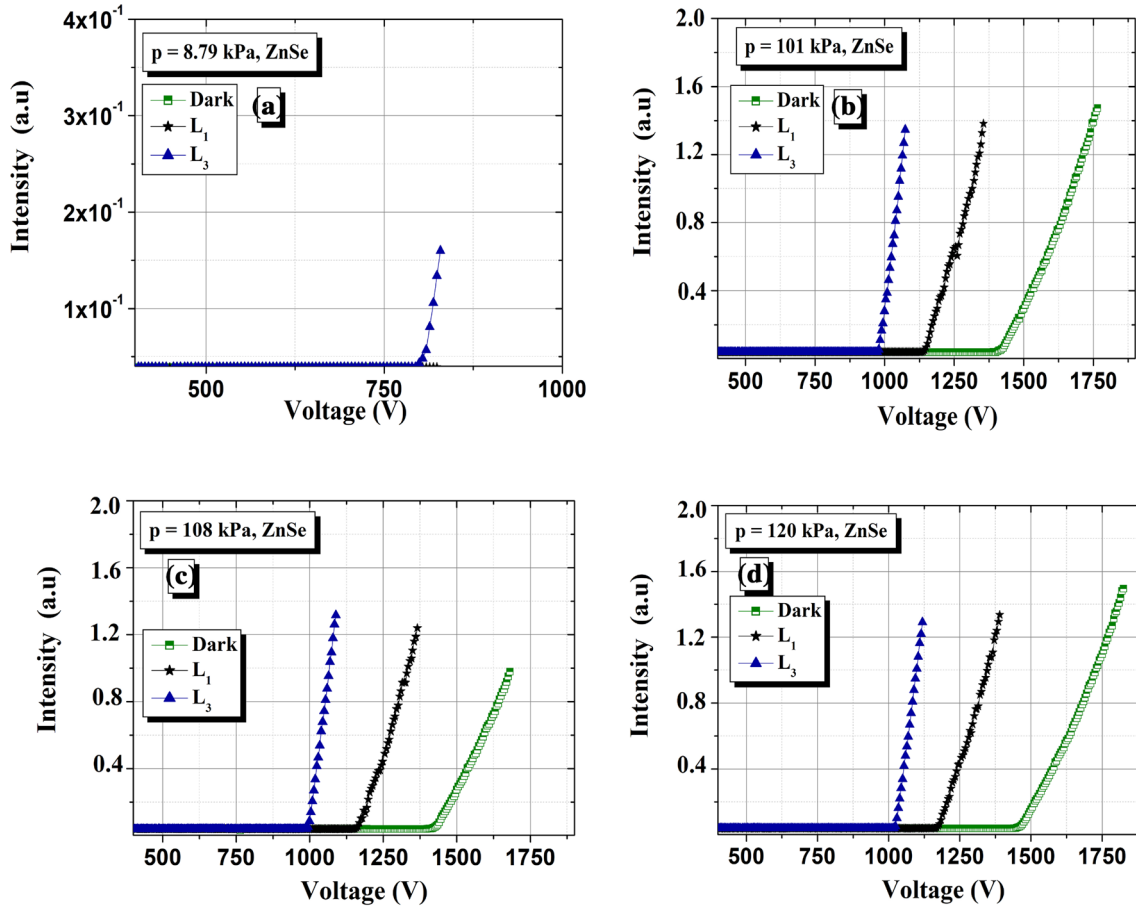 4x10⁻¹
3x10⁻¹
2x10⁻¹
1x10⁻¹
Intensity (a.u)
p = 8.79 kPa, ZnSe
(a)
Dark
L₁
L₃
500 750 1000
Voltage (V)
2.0
1.6
1.2
0.8
0.4
Intensity (a.u)
p = 101 kPa, ZnSe
(b)
Dark
L₁
L₃
500 750 1000 1250 1500 1750
Voltage (V)
2.0
1.6
1.2
0.8
0.4
Intensity (a.u)
p = 108 kPa, ZnSe
(c)
Dark
L₁
L₃
500 750 1000 1250 1500 1750
Voltage (V)
2.0
1.6
1.2
0.8
0.4
Intensity (a.u)
p = 120 kPa, ZnSe
(d)
Dark
L₁
L₃
500 750 1000 1250 1500 1750
Voltage (V)